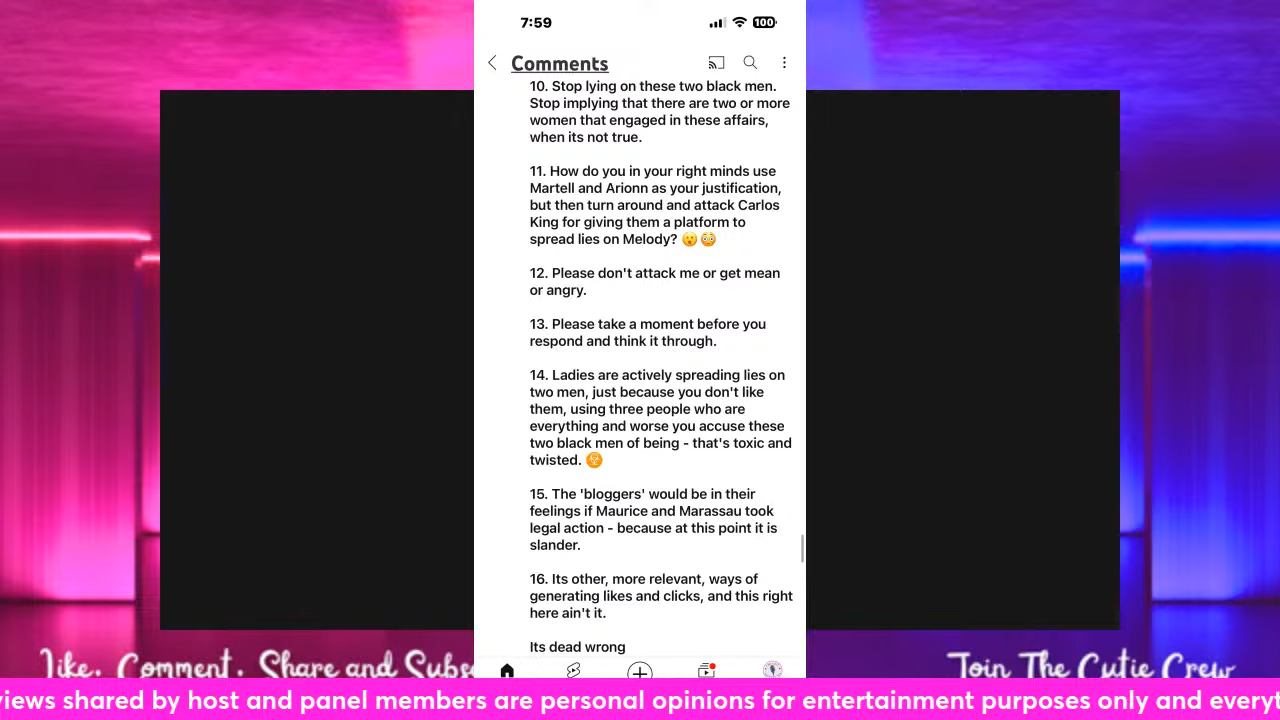 7:59
100
Comments
10. Stop lying on these two black men.
Stop implying that there are two or more
women that engaged in these affairs,
when its not true.
11. How do you in your right minds use
Martell and Arionn as your justification,
but then turn around and attack Carlos
King for giving them a platform to
spread lies on Melody? 😮 😳
12. Please don't attack me or get mean
or angry.
13. Please take a moment before you
respond and think it through.
14. Ladies are actively spreading lies on
two men, just because you don't like
them, using three people who are
everything and worse you accuse these
two black men of being - that's toxic and
twisted.
15. The 'bloggers' would be in their
feelings if Maurice and Marassau took
legal action - because at this point it is
slander.
16. Its other, more relevant, ways of
generating likes and clicks, and this right
here ain't it.
Its dead wrong
Like. Comment. Share and Subsc
Join The Cutie Crew
views shared by host and panel members are personal opinions for entertainment purposes only and everyt